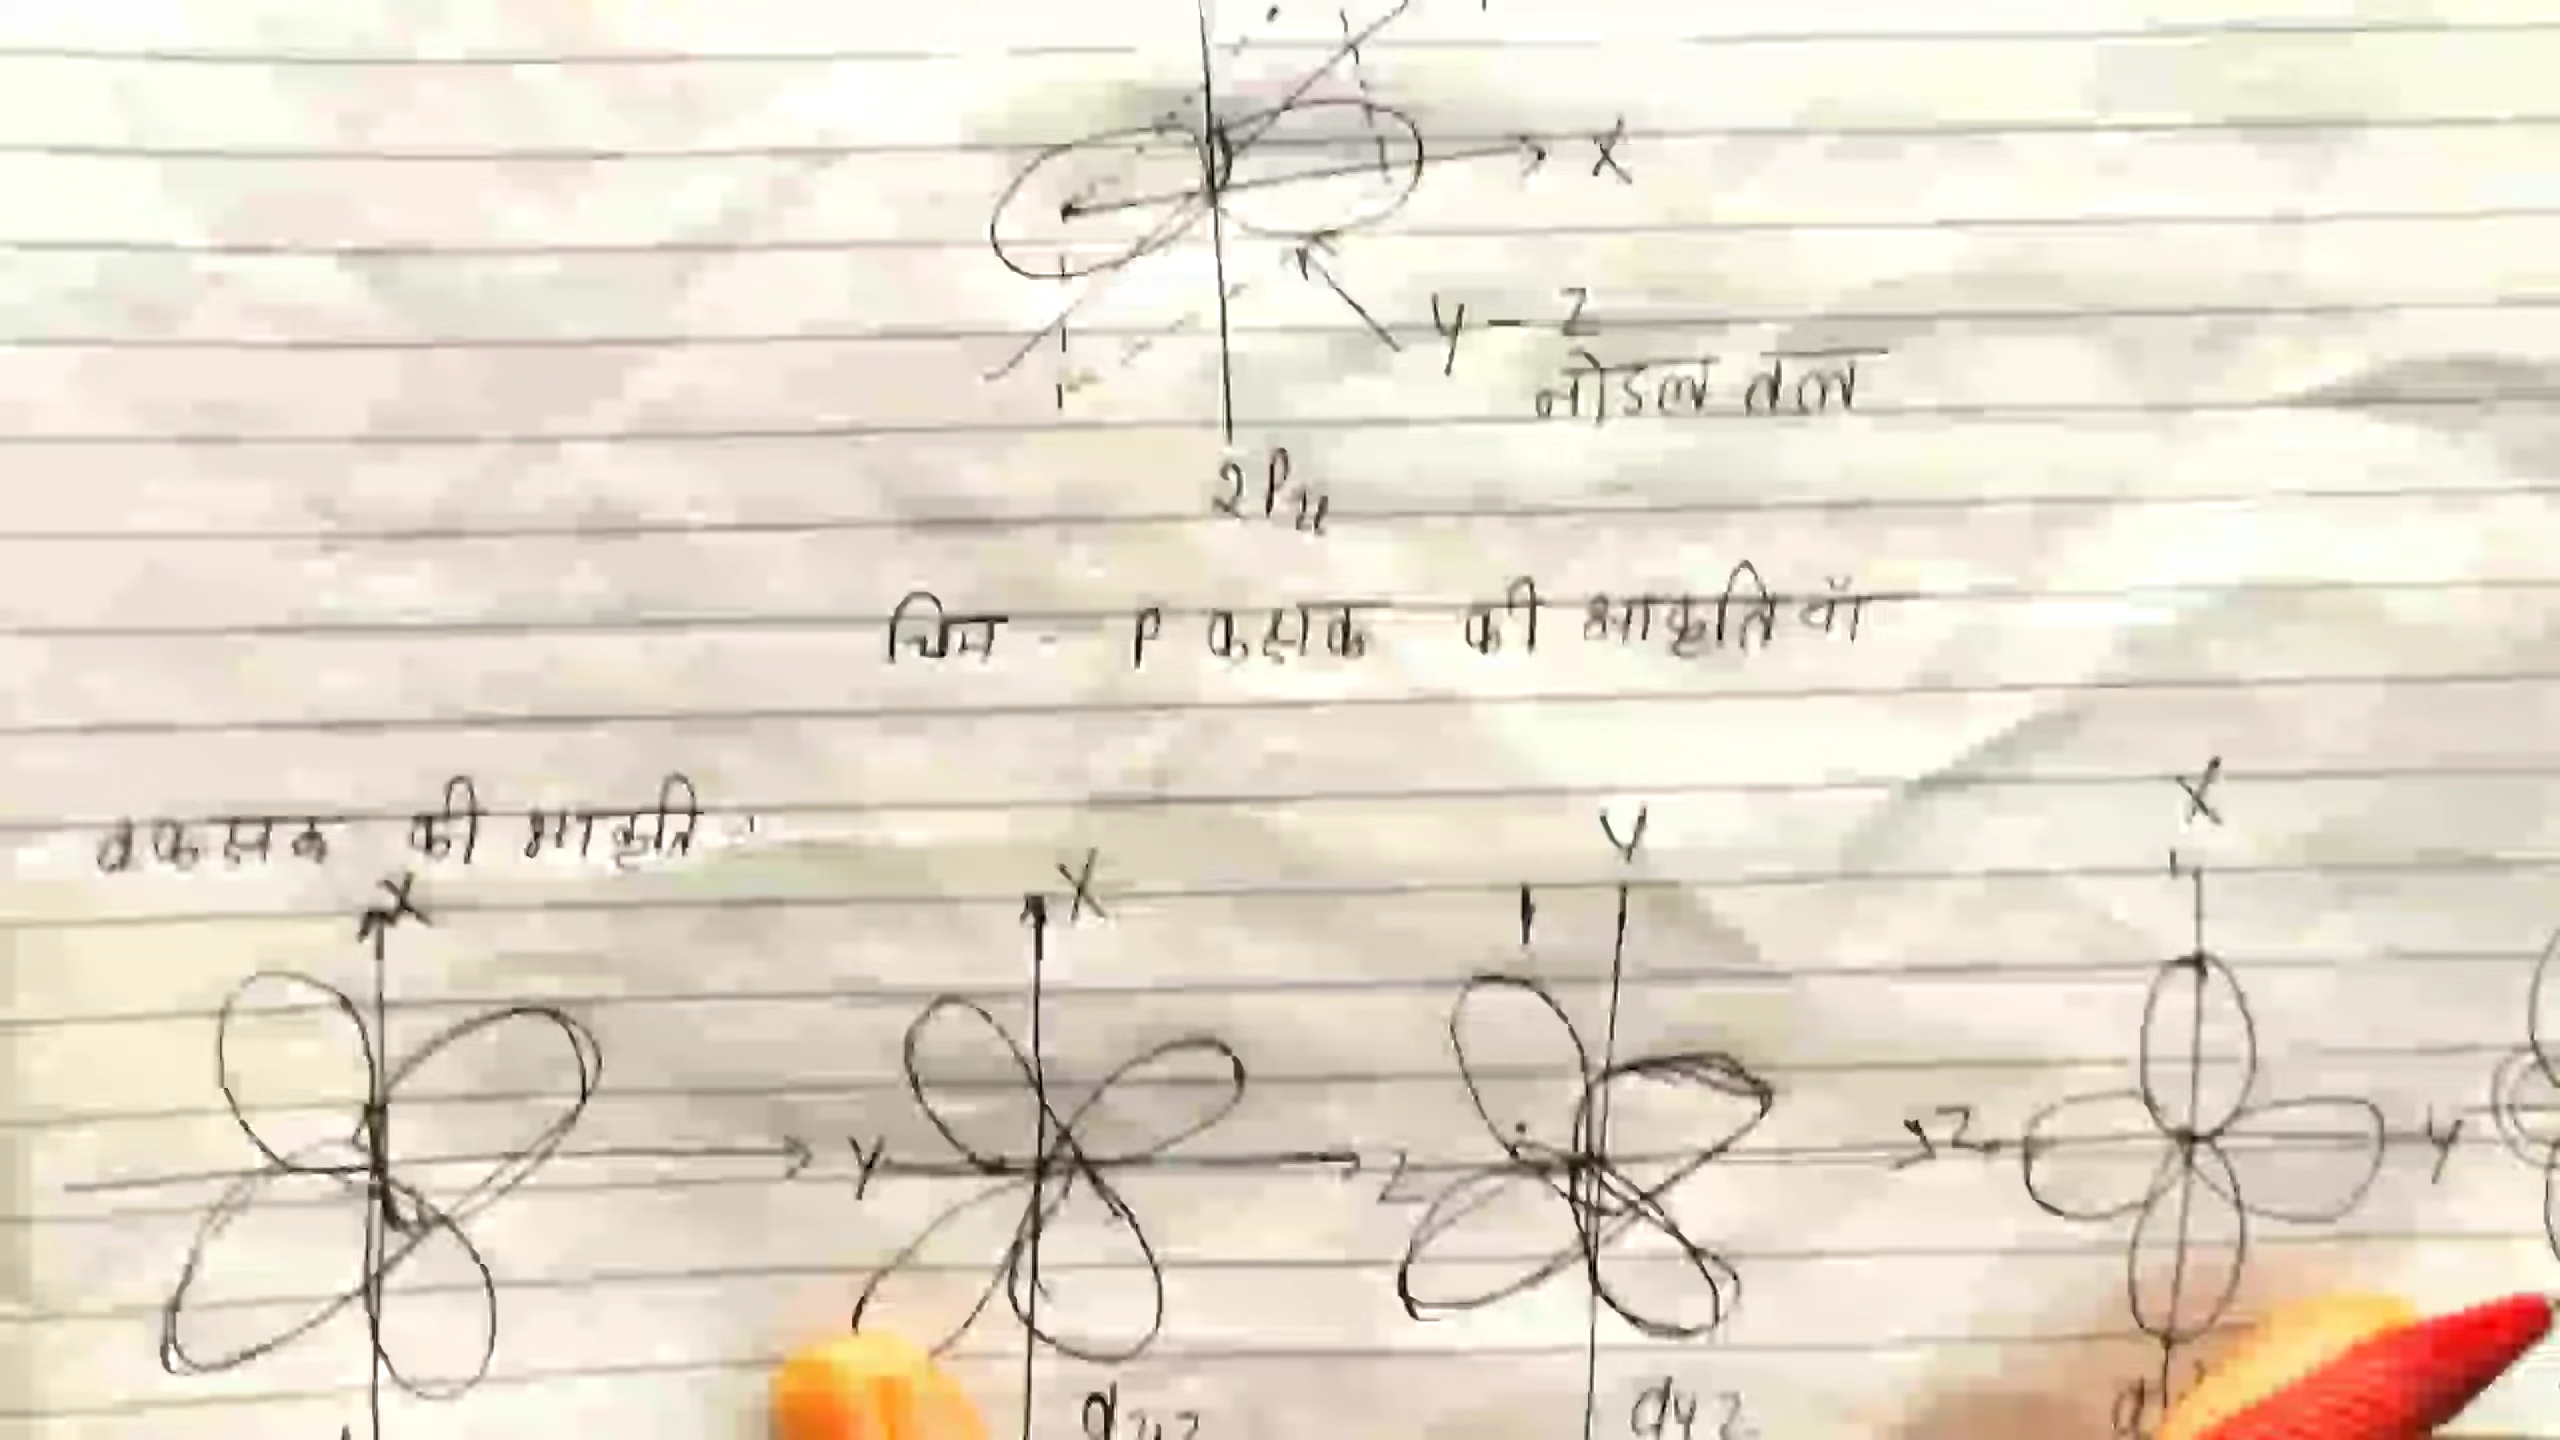 X
y - z
नोडल तल
2Px
चित्र - P कक्षक की आकृतियाँ
d कक्षक की आकृति :
X X Y X
Y Z Z Y
dxz dyz